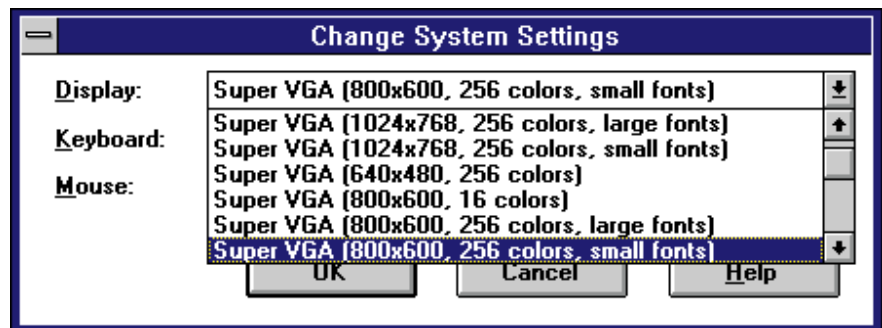 Change System Settings
Display: Super VGA (800x600, 256 colors, small fonts)
Super VGA (1024x768, 256 colors, large fonts)
Keyboard:
Super VGA (1024x768, 256 colors, small fonts)
Super VGA (640x480, 256 colors)
Mouse:
Super VGA (800x600, 16 colors)
Super VGA (800x600, 256 colors, large fonts)
Super VGA (800x600, 256 colors, small fonts)
OK Cancel Help